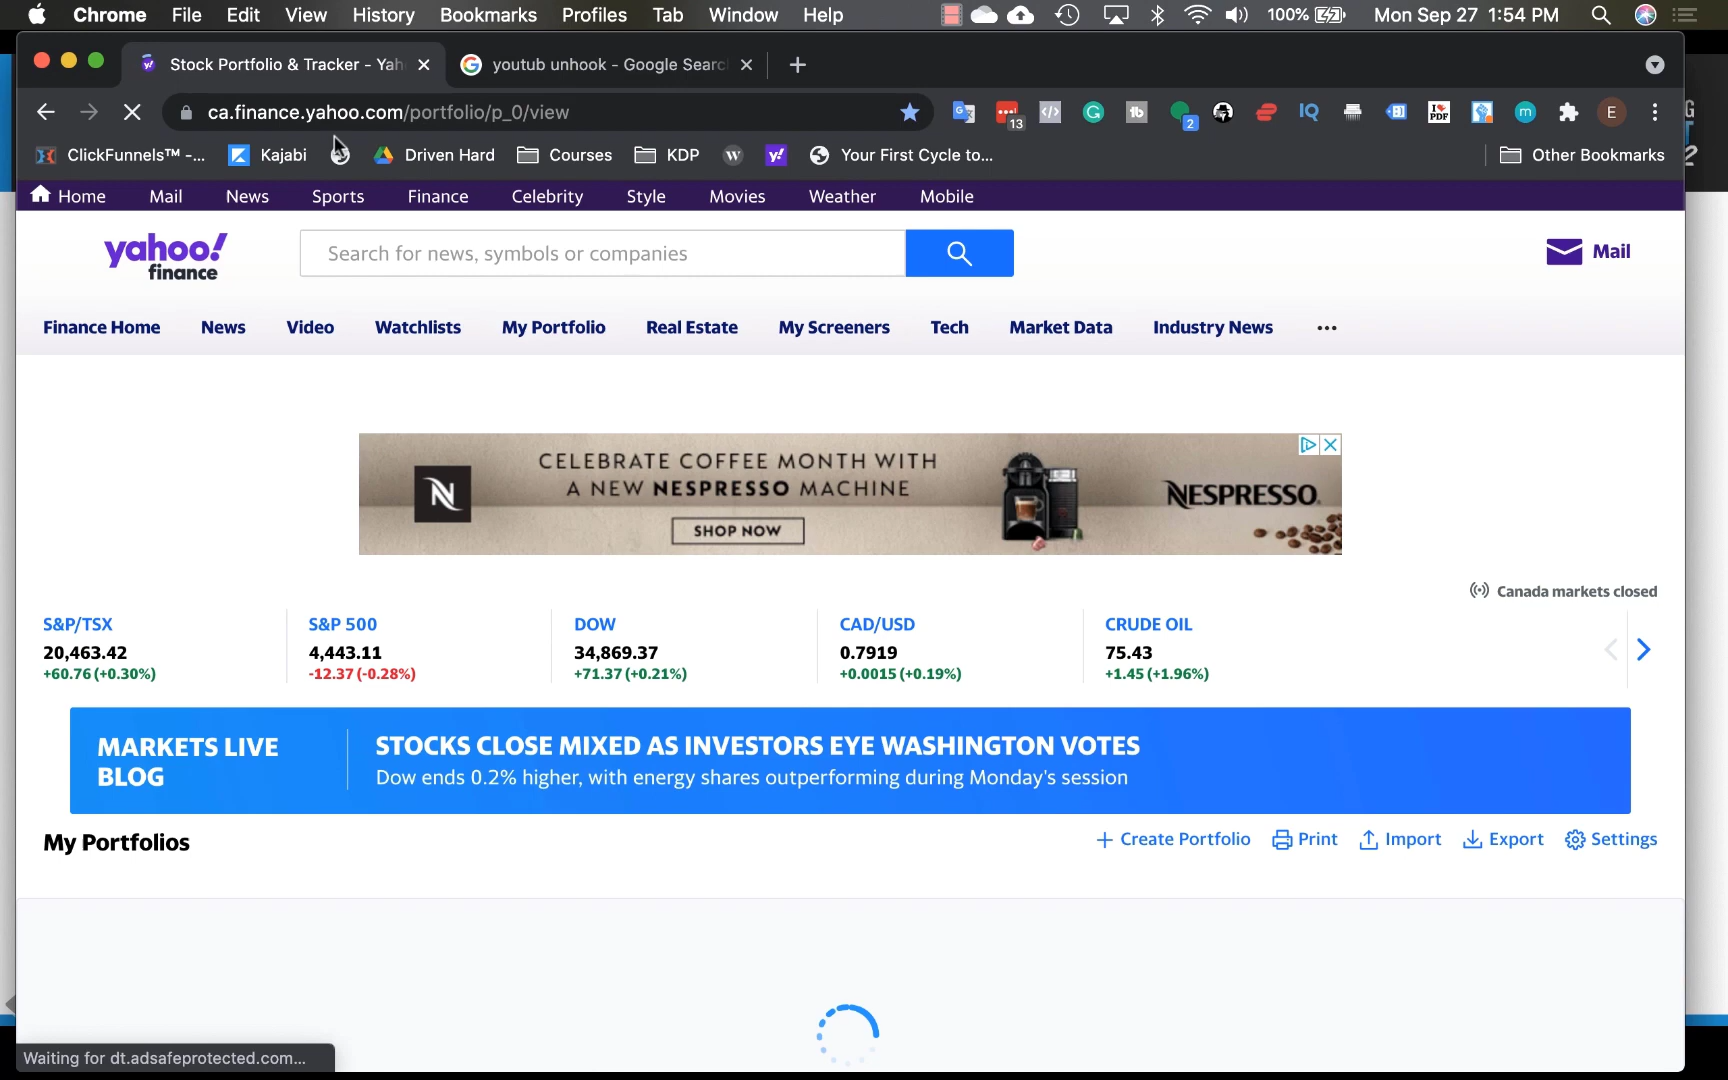 Chrome File Edit View History Bookmarks Profiles Tab Window Help 100% Mon Sep 27 1:54 PM
Stock Portfolio & Tracker - Yah youtub unhook - Google Searc
ca.finance.yahoo.com/portfolio/p_0/view 13 </> tb 2 IQ PDF m E
ClickFunnels™ -... Kajabi Driven Hard Courses KDP W y! Your First Cycle to... Other Bookmarks
Home Mail News Sports Finance Celebrity Style Movies Weather Mobile
yahoo!
finance
Search for news, symbols or companies
Mail
Finance Home News Video Watchlists My Portfolio Real Estate My Screeners Tech Market Data Industry News ...
CELEBRATE COFFEE MONTH WITH
A NEW NESPRESSO MACHINE
SHOP NOW
NESPRESSO.
Canada markets closed
S&P/TSX S&P 500 DOW CAD/USD CRUDE OIL
20,463.42 4,443.11 34,869.37 0.7919 75.43
+60.76 (+0.30%) -12.37 (-0.28%) +71.37 (+0.21%) +0.0015 (+0.19%) +1.45 (+1.96%)
MARKETS LIVE
BLOG
STOCKS CLOSE MIXED AS INVESTORS EYE WASHINGTON VOTES
Dow ends 0.2% higher, with energy shares outperforming during Monday's session
My Portfolios
Create Portfolio Print Import Export Settings
Waiting for dt.adsafeprotected.com...